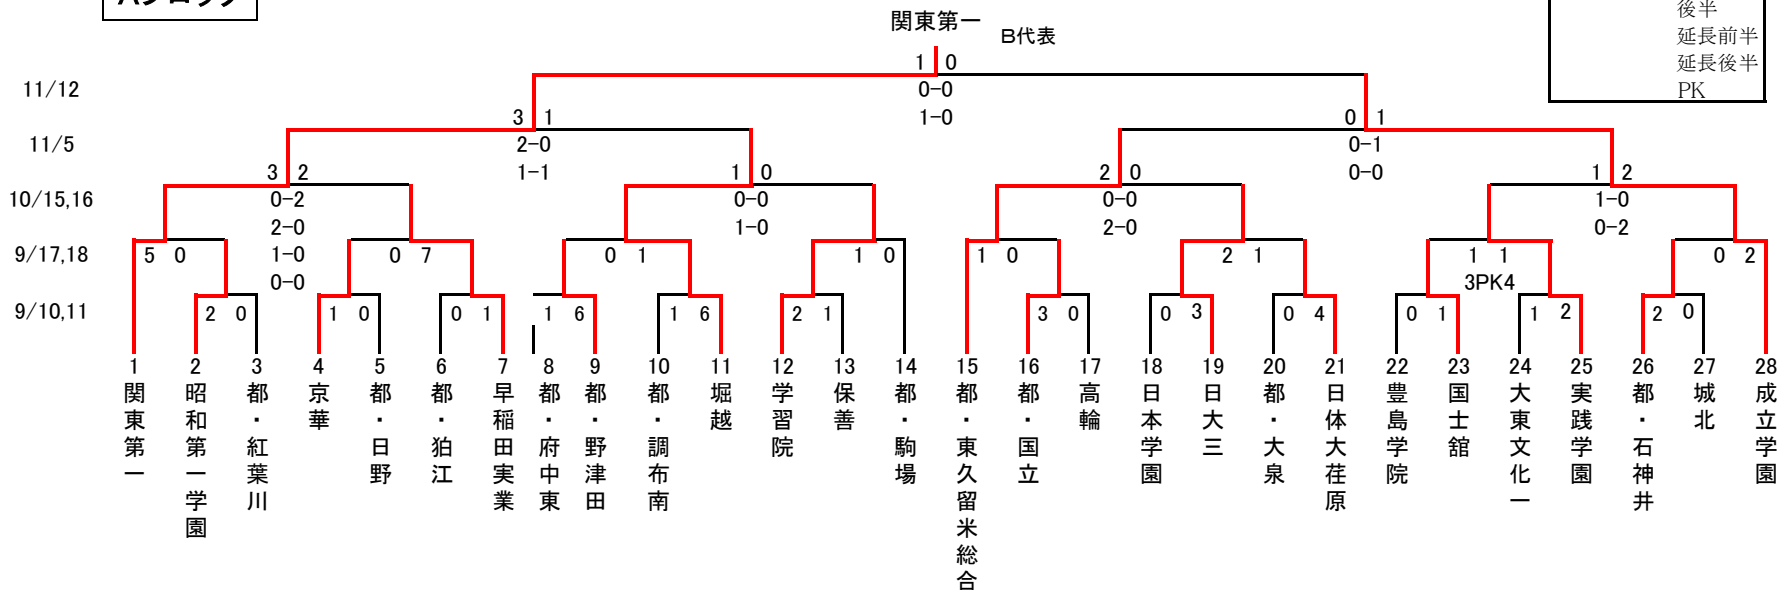 Aブロック
後半
延長前半
延長後半
PK
関東第一
B代表
1 0
11/12
0-0
1-0
3 1
0 1
11/5
2-0
0-1
1-1
0-0
3 2
1 0
2 0
1 2
10/15,16
0-2
0-0
0-0
1-0
2-0
1-0
2-0
0-2
9/17,18
5 0
1-0
0 7
0 1
1 0
1 0
2 1
1 1
0 2
0-0
3PK4
9/10,11
2 0
1 0
0 1
1 6
1 6
2 1
3 0
0 3
0 4
0 1
1 2
2 0
1 2 3 4 5 6 7 8 9 10 11 12 13 14 15 16 17 18 19 20 21 22 23 24 25 26 27 28
関東第一
昭和第一学園
都・紅葉川
京華
都・日野
都・狛江
早稲田実業
都・府中東
都・野津田
都・調布南
堀越
学習院
保善
都・駒場
都・東久留米総合
都・国立
高輪
日本学園
日大三
都・大泉
日体大荏原
豊島学院
国士舘
大東文化一
実践学園
都・石神井
城北
成立学園